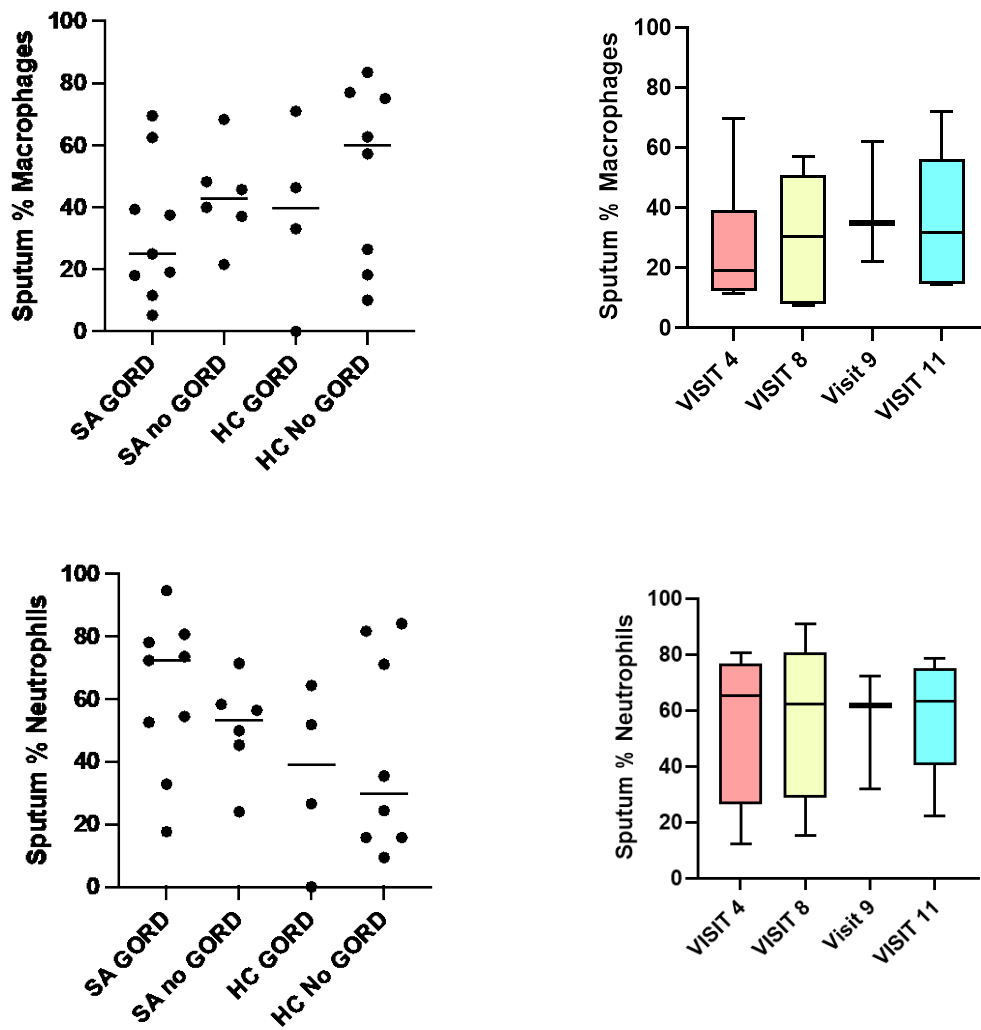 Sputum % Macrophages
100
80
60
40
20
0
SA GORD
SA no GORD
HC GORD
HC No GORD
Sputum % Macrophages
100
80
60
40
20
0
VISIT 4
VISIT 8
Visit 9
VISIT 11
Sputum % Neutrophils
100
80
60
40
20
0
SA GORD
SA no GORD
HC GORD
HC No GORD
Sputum % Neutrophils
100
80
60
40
20
0
VISIT 4
VISIT 8
Visit 9
VISIT 11